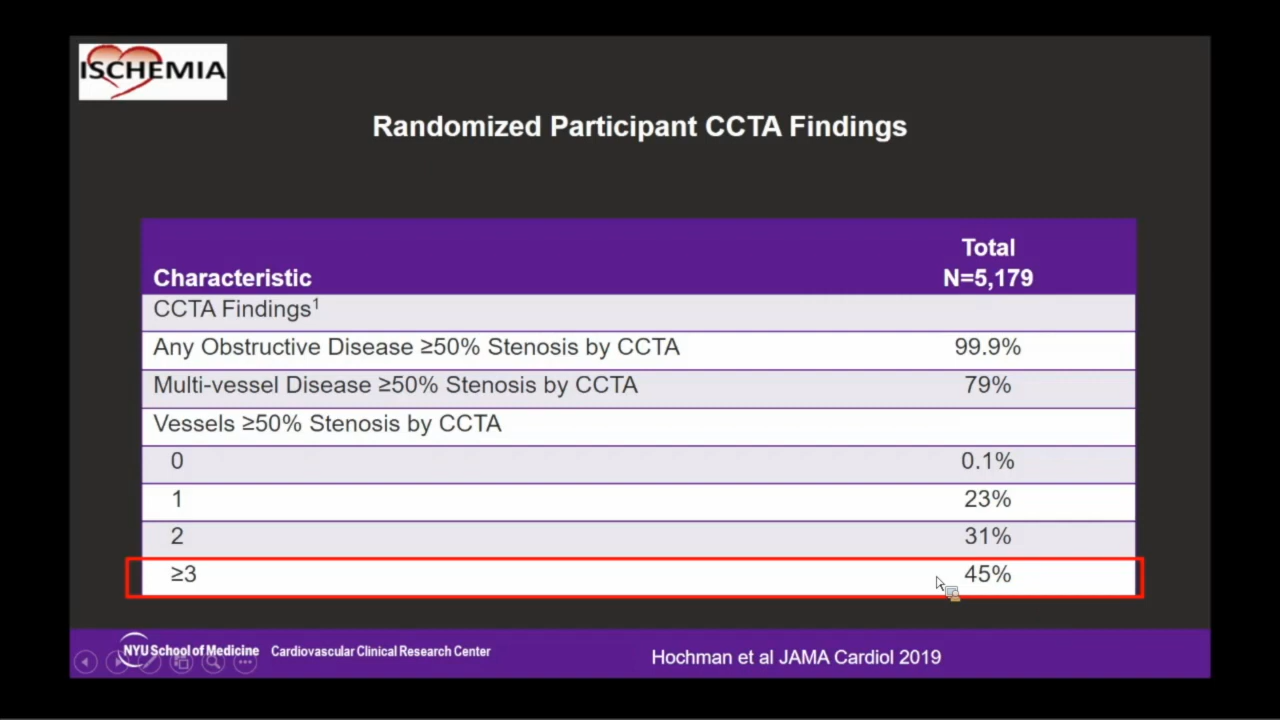 ISCHEMIA
Randomized Participant CCTA Findings
Total
Characteristic N=5,179
CCTA Findings¹
Any Obstructive Disease ≥50% Stenosis by CCTA 99.9%
Multi-vessel Disease ≥50% Stenosis by CCTA 79%
Vessels ≥50% Stenosis by CCTA
0 0.1%
1 23%
2 31%
≥3 45%
NYU School of Medicine Cardiovascular Clinical Research Center
Hochman et al JAMA Cardiol 2019